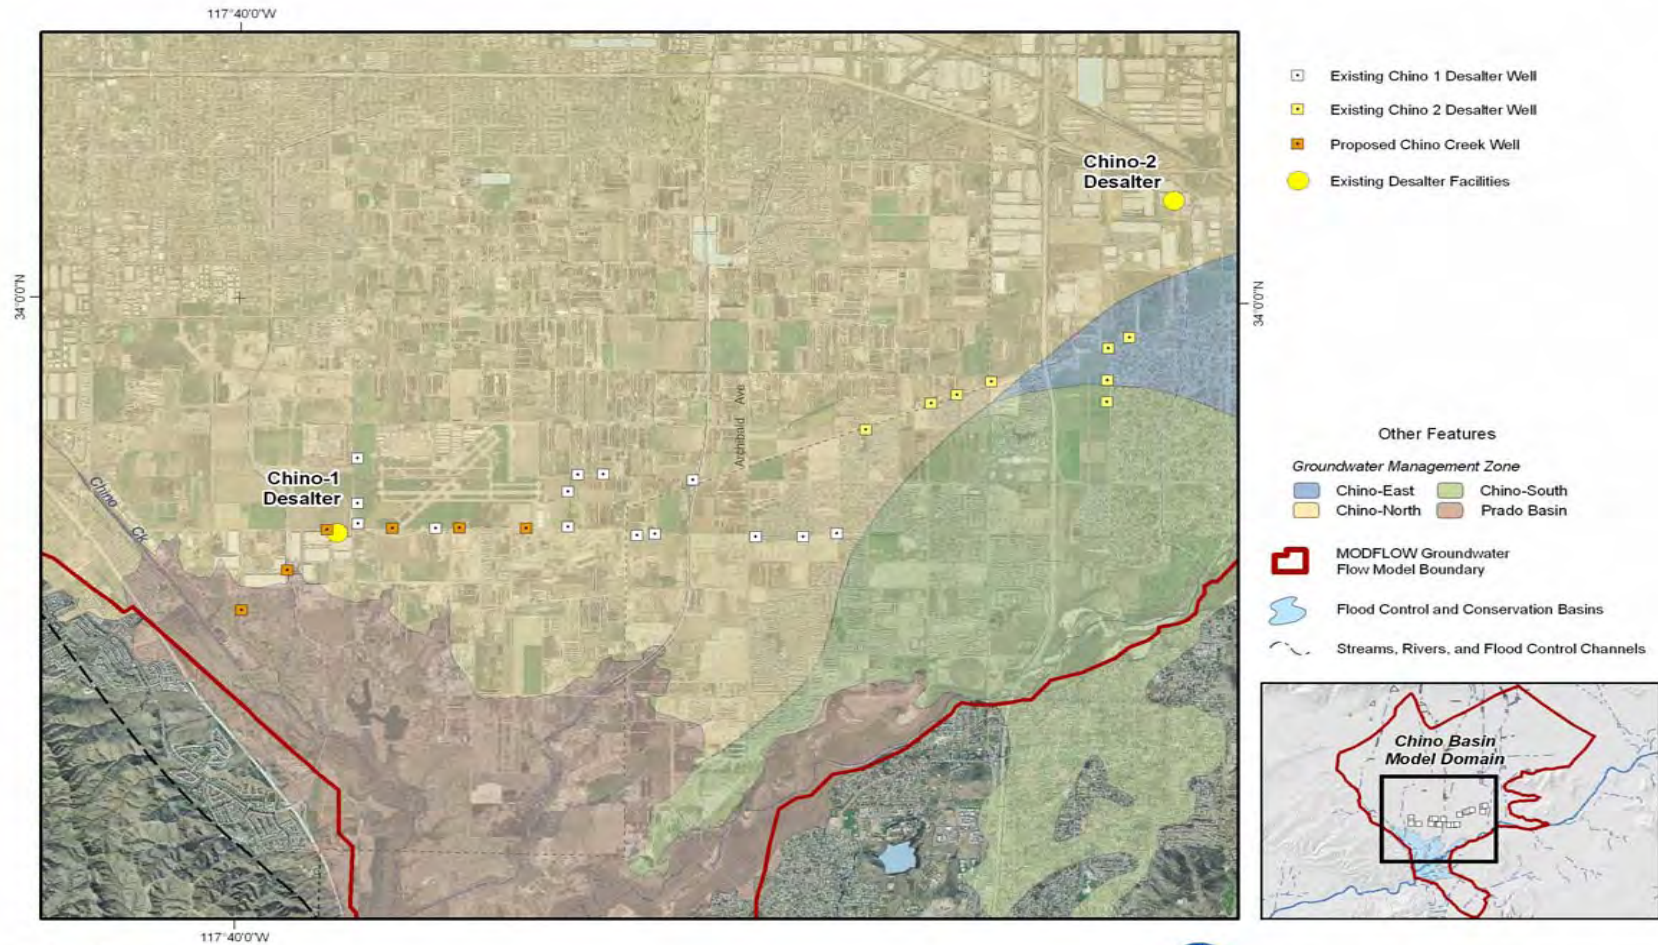 117°40'0"W
Existing Chino 1 Desalter Well
Existing Chino 2 Desalter Well
Proposed Chino Creek Well
Existing Desalter Facilities
Chino-2
Desalter
34°0'0"N
34°0'0"N
Archibald Ave
Chino-1
Desalter
Chino Ck
Other Features
Groundwater Management Zone
Chino-East
Chino-South
Chino-North
Prado Basin
MODFLOW Groundwater
Flow Model Boundary
Flood Control and Conservation Basins
Streams, Rivers, and Flood Control Channels
Chino Basin
Model Domain
117°40'0"W